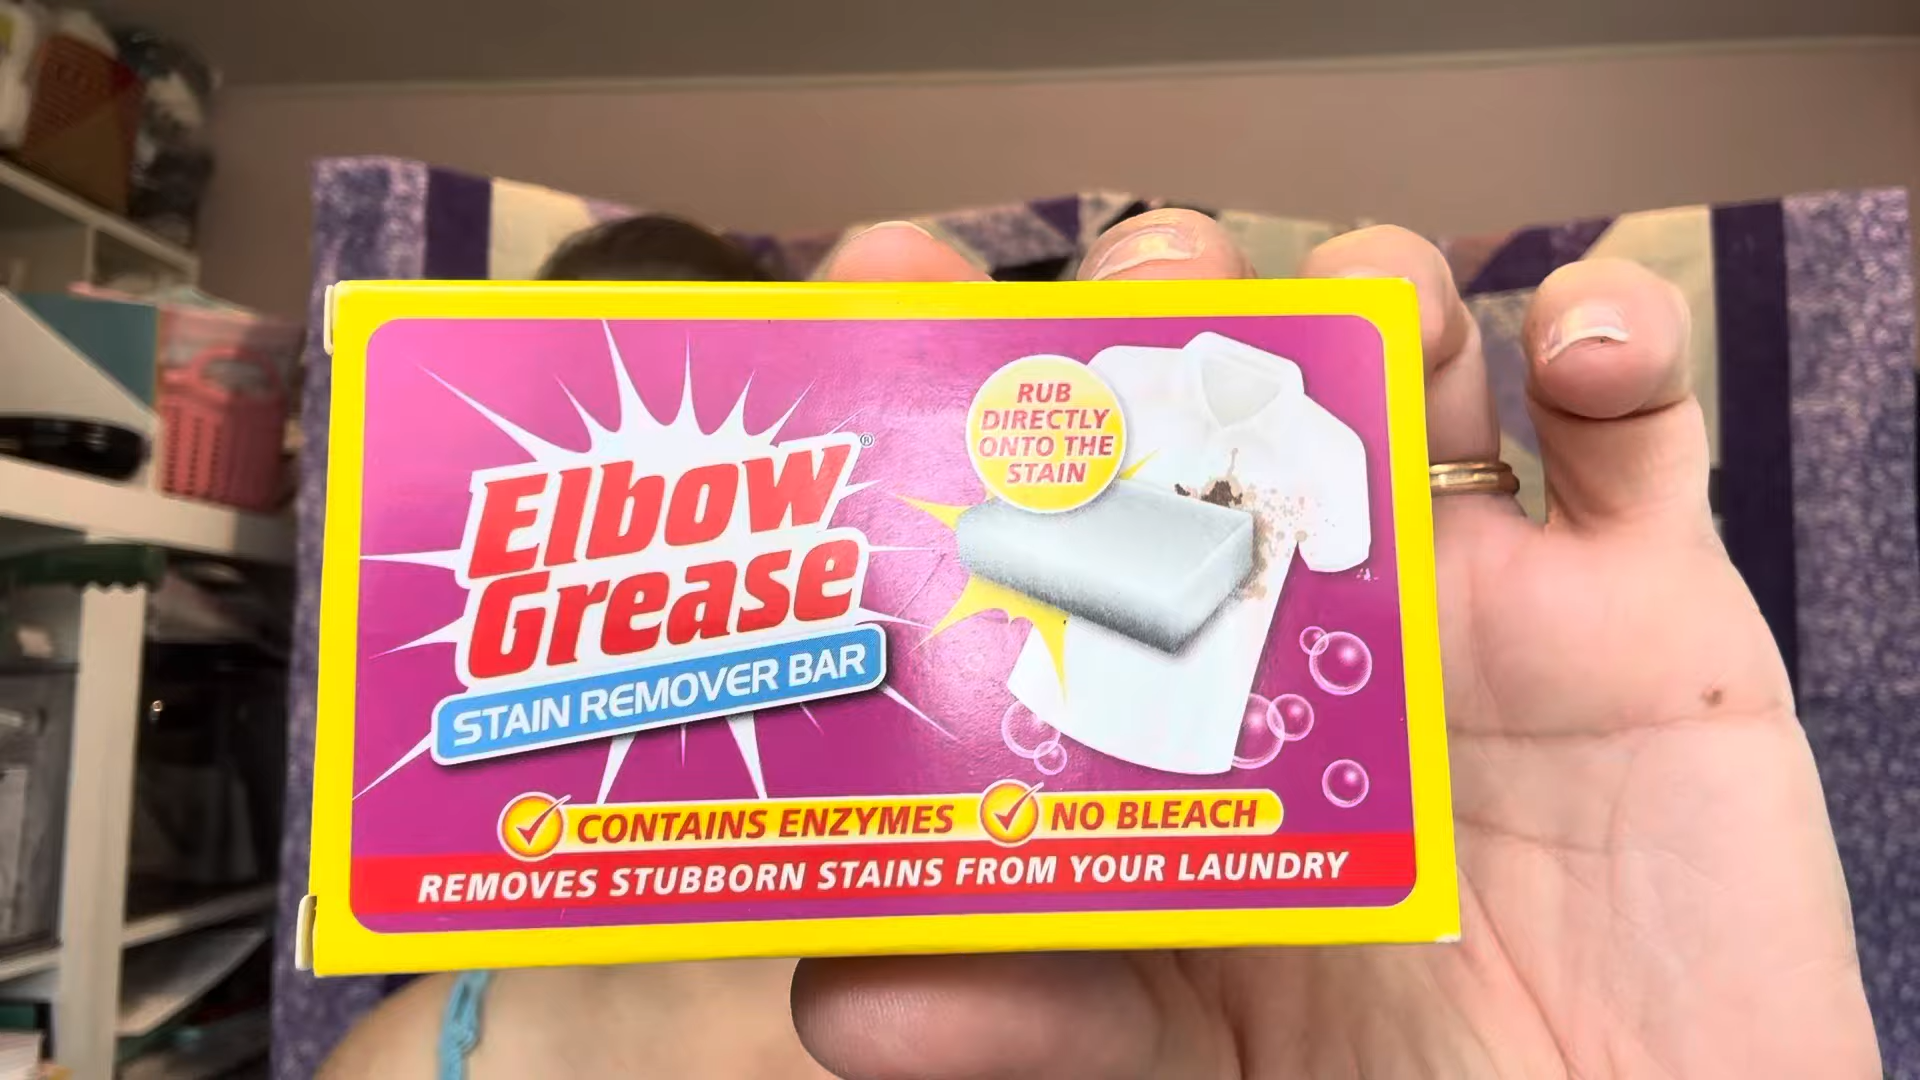 Elbow
Grease®
STAIN REMOVER BAR
RUB
DIRECTLY
ONTO THE
STAIN
CONTAINS ENZYMES
NO BLEACH
REMOVES STUBBORN STAINS FROM YOUR LAUNDRY